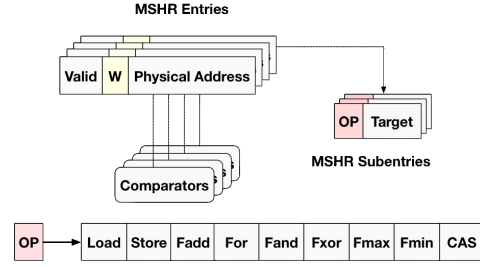 MSHR Entries
Valid W Physical Address
OP Target
MSHR Subentries
Comparators
OP Load Store Fadd For Fand Fxor Fmax Fmin CAS